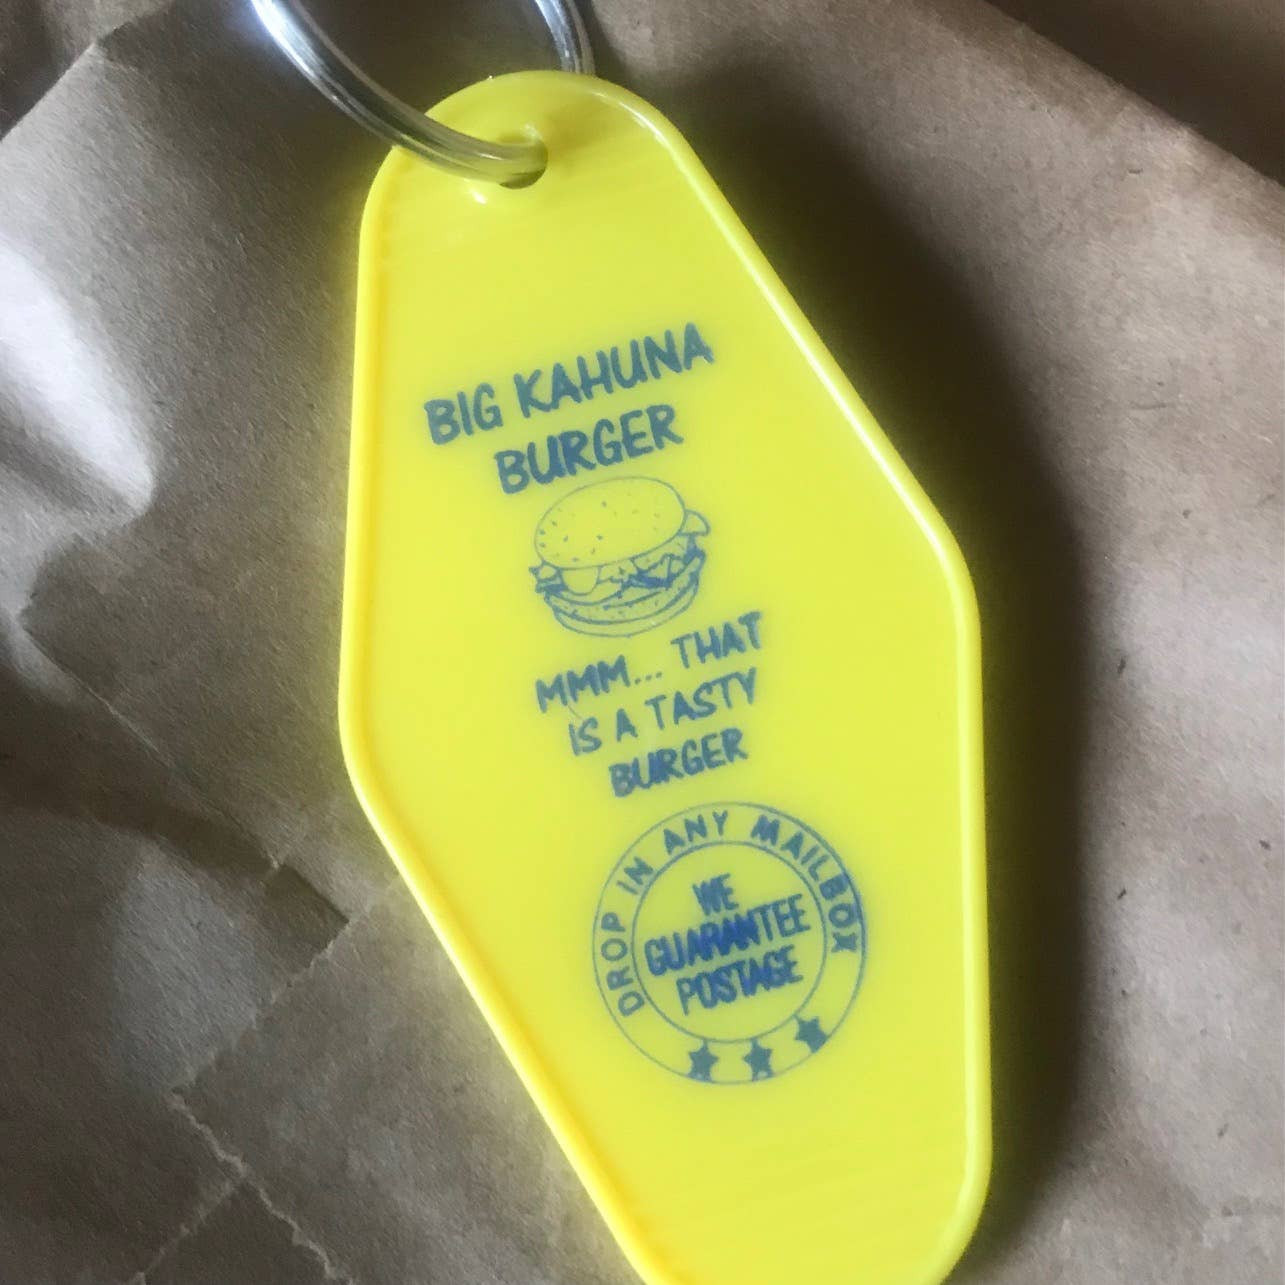 BIG KAHUNA
BURGER
MMM... THAT
IS A TASTY
BURGER
DROP IN ANY MAILBOX
WE
GUARANTEE
POSTAGE